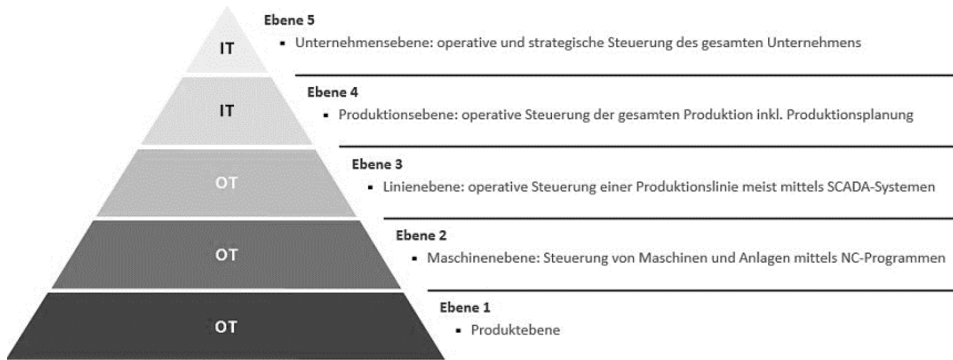 Ebene 5
IT
▪ Unternehmensebene: operative und strategische Steuerung des gesamten Unternehmens
Ebene 4
IT
▪ Produktionsebene: operative Steuerung der gesamten Produktion inkl. Produktionsplanung
Ebene 3
OT
▪ Linienebene: operative Steuerung einer Produktionslinie meist mittels SCADA-Systemen
Ebene 2
OT
▪ Maschinenebene: Steuerung von Maschinen und Anlagen mittels NC-Programmen
Ebene 1
OT
▪ Produktebene